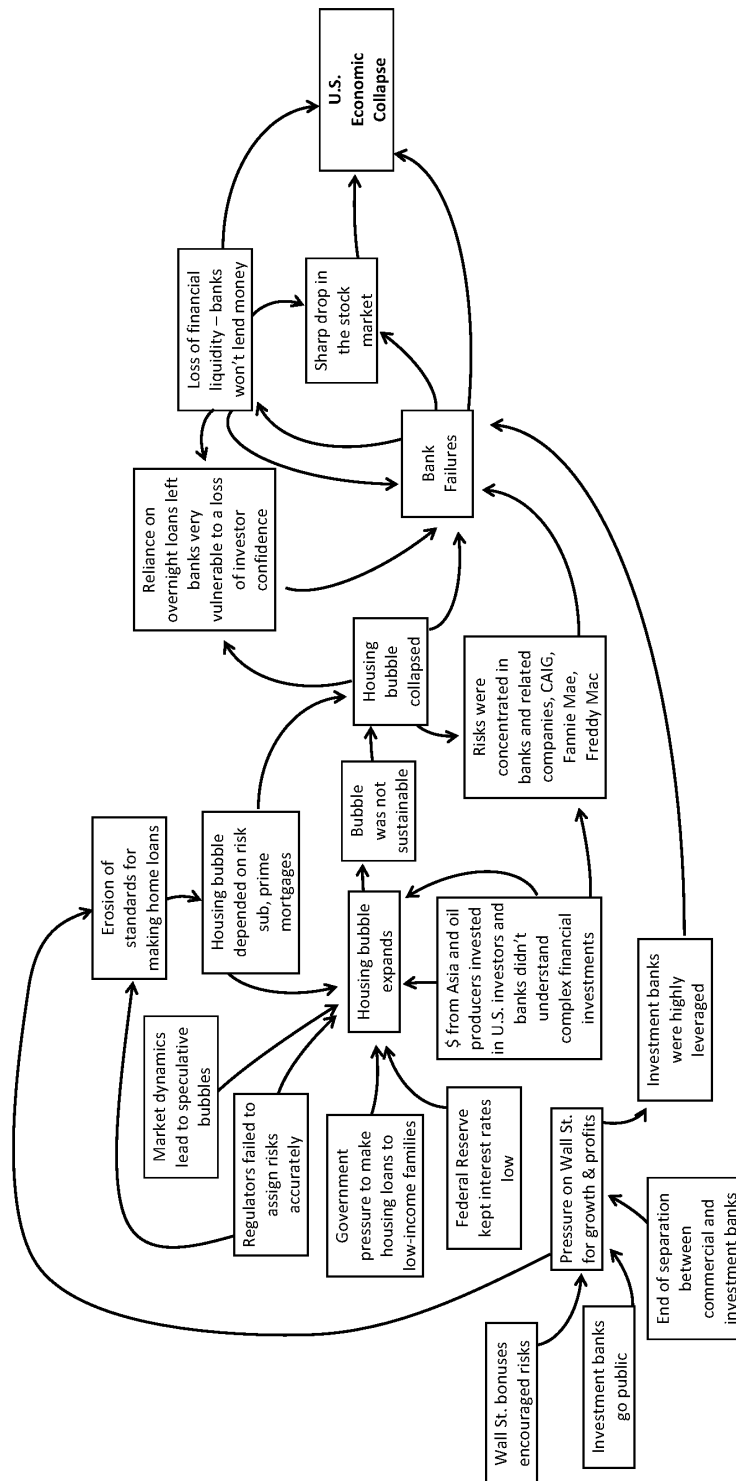 Wall St. bonuses
encouraged risks
Investment banks
go public
End of separation
between
commercial and
investment banks
Pressure on Wall St.
for growth & profits
Investment banks
were highly
leveraged
Market dynamics
lead to speculative
bubbles
Regulators failed to
assign risks
accurately
Government
pressure to make
housing loans to
low-income families
Federal Reserve
kept interest rates
low
Erosion of
standards for
making home loans
Housing bubble
depended on risk
sub, prime
mortgages
Housing bubble
expands
$ from Asia and oil
producers invested
in U.S. investors and
banks didn't
understand
complex financial
investments
Bubble
was not
sustainable
Housing
bubble
collapsed
Risks were
concentrated in
banks and related
companies, CAIG,
Fannie Mae,
Freddy Mac
Reliance on
overnight loans left
banks very
vulnerable to a loss
of investor
confidence
Bank
Failures
Loss of financial
liquidity – banks
won't lend money
Sharp drop in
the stock
market
U.S.
Economic
Collapse